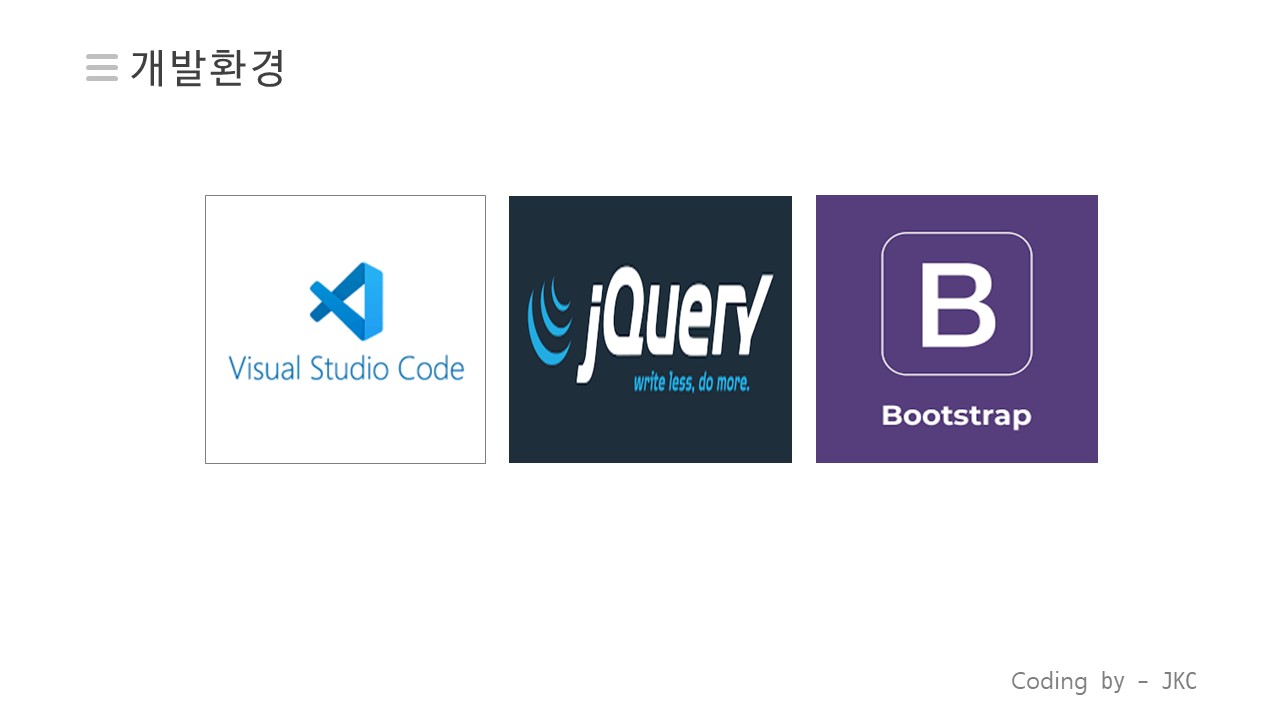 개발환경
Visual Studio Code
jQuery
write less, do more.
B
Bootstrap
Coding by - JKC